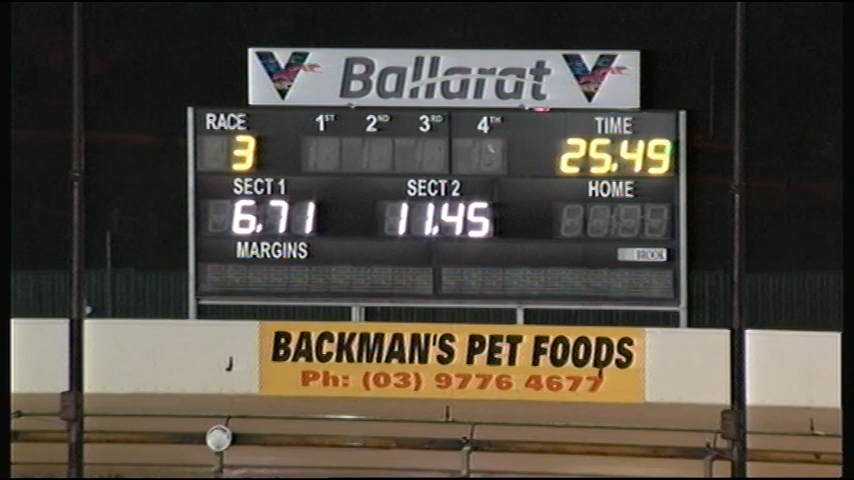 Ballarat
RACE 1ST 2ND 3RD 4TH TIME
3 25.49
SECT 1 SECT 2 HOME
6.71 11.45
MARGINS
BACKMAN'S PET FOODS
Ph: (03) 9776 4677